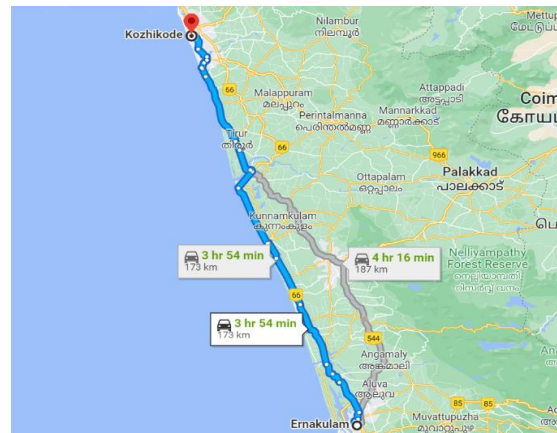 Mettup
மேட்டுப்
Nilambur
നിലമ്പൂർ
Kozhikode
66
Malappuram
മലപ്പുറം
Attappadi
അട്ടപ്പാടി
Coim
കோയമ്പ
Perintalmanna
പെരിന്തൽമണ്ണ
Mannarkkad
മണ്ണാർക്കാട്
Tirur
തിരൂർ
66
966
Palakkad
പാലക്കാട്
Ottapalam
ഒറ്റപ്പാലം
Kunnamkulam
കുന്നംകുളം
Nelliyampathy
Forest Reserve
3 hr 54 min
173 km
4 hr 16 min
187 km
66
3 hr 54 min
173 km
544
Angamaly
അങ്കമാലി
Aluva
ആലുവ
85
85
Ernakulam
Muvattupuzha
മൂവാറ്റുപുഴ